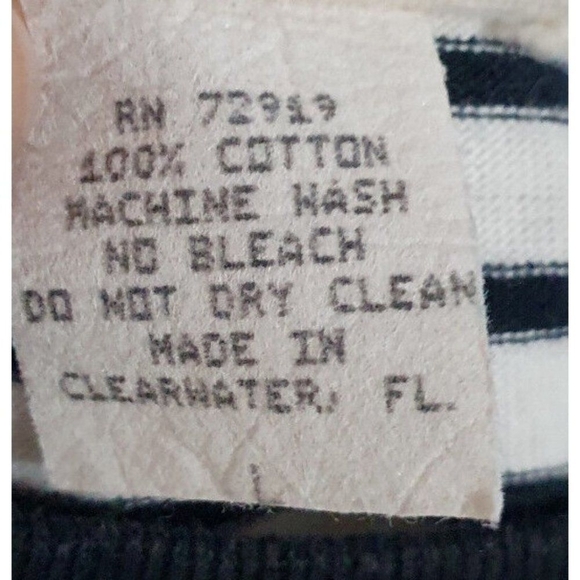 RN 72919
100% COTTON
MACHINE WASH
NO BLEACH
DO NOT DRY CLEAN
MADE IN
CLEARWATER, FL.